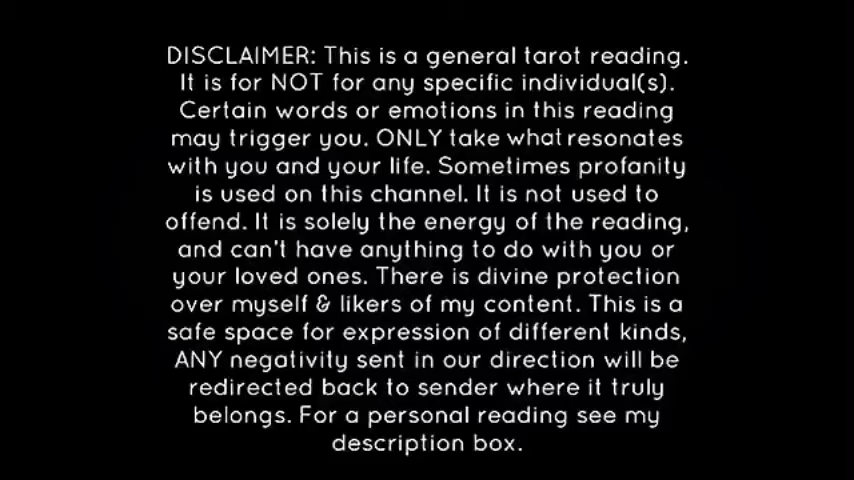 DISCLAIMER: This is a general tarot reading.
It is for NOT for any specific individual(s).
Certain words or emotions in this reading
may trigger you. ONLY take what resonates
with you and your life. Sometimes profanity
is used on this channel. It is not used to
offend. It is solely the energy of the reading,
and can't have anything to do with you or
your loved ones. There is divine protection
over myself & likers of my content. This is a
safe space for expression of different kinds,
ANY negativity sent in our direction will be
redirected back to sender where it truly
belongs. For a personal reading see my
description box.